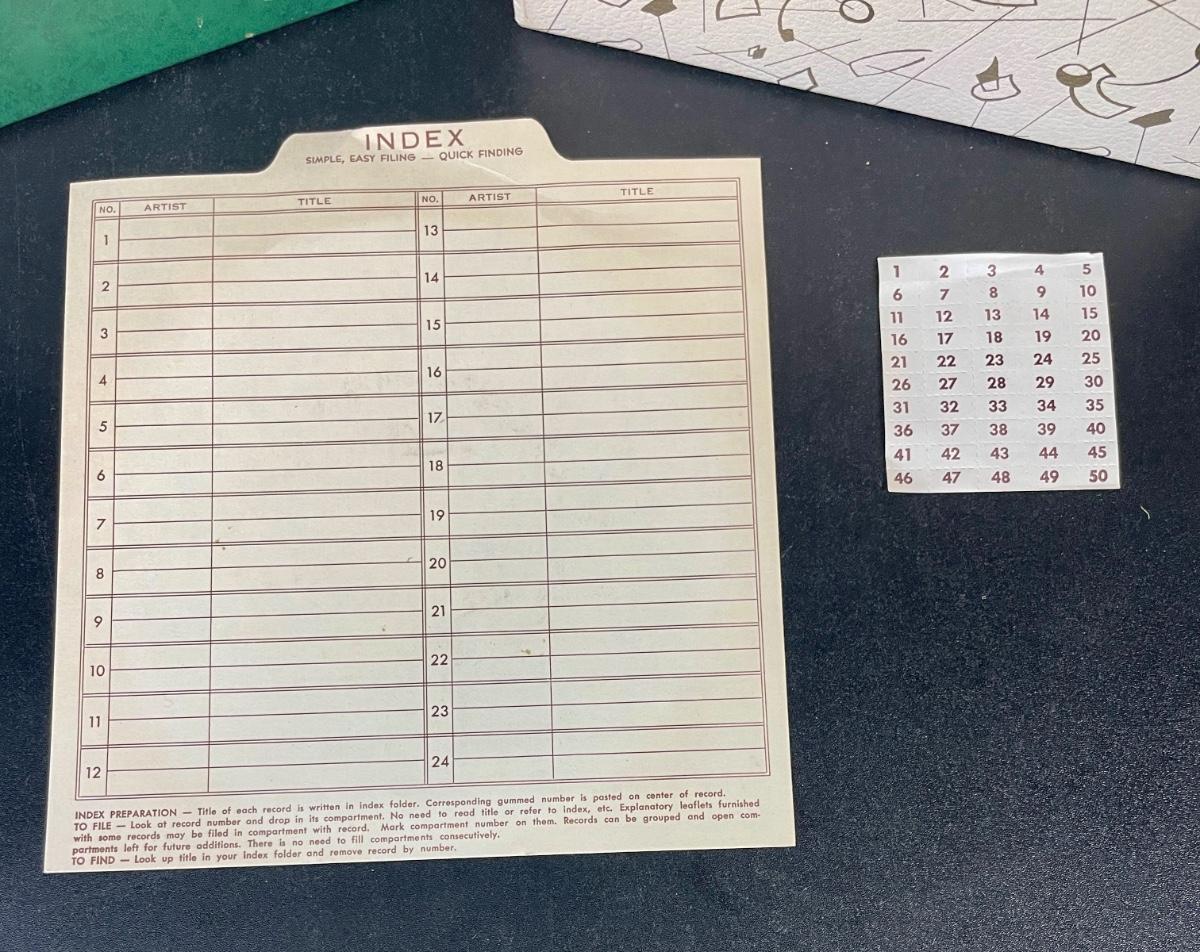 INDEX
SIMPLE, EASY FILING — QUICK FINDING
NO. ARTIST TITLE NO. ARTIST TITLE
1 13
2 14
3 15
4 16
5 17
6 18
7 19
8 20
9 21
10 22
11 23
12 24
INDEX PREPARATION — Title of each record is written in index folder. Corresponding gummed number is pasted on center of record.
TO FILE — Look at record number and drop in its compartment. No need to read title or refer to index, etc. Explanatory leaflets furnished
with some records may be filed in compartment with record. Mark compartment number on them. Records can be grouped and open com-
partments left for future additions. There is no need to fill compartments consecutively.
TO FIND — Look up title in your index folder and remove record by number.
1 2 3 4 5
6 7 8 9 10
11 12 13 14 15
16 17 18 19 20
21 22 23 24 25
26 27 28 29 30
31 32 33 34 35
36 37 38 39 40
41 42 43 44 45
46 47 48 49 50